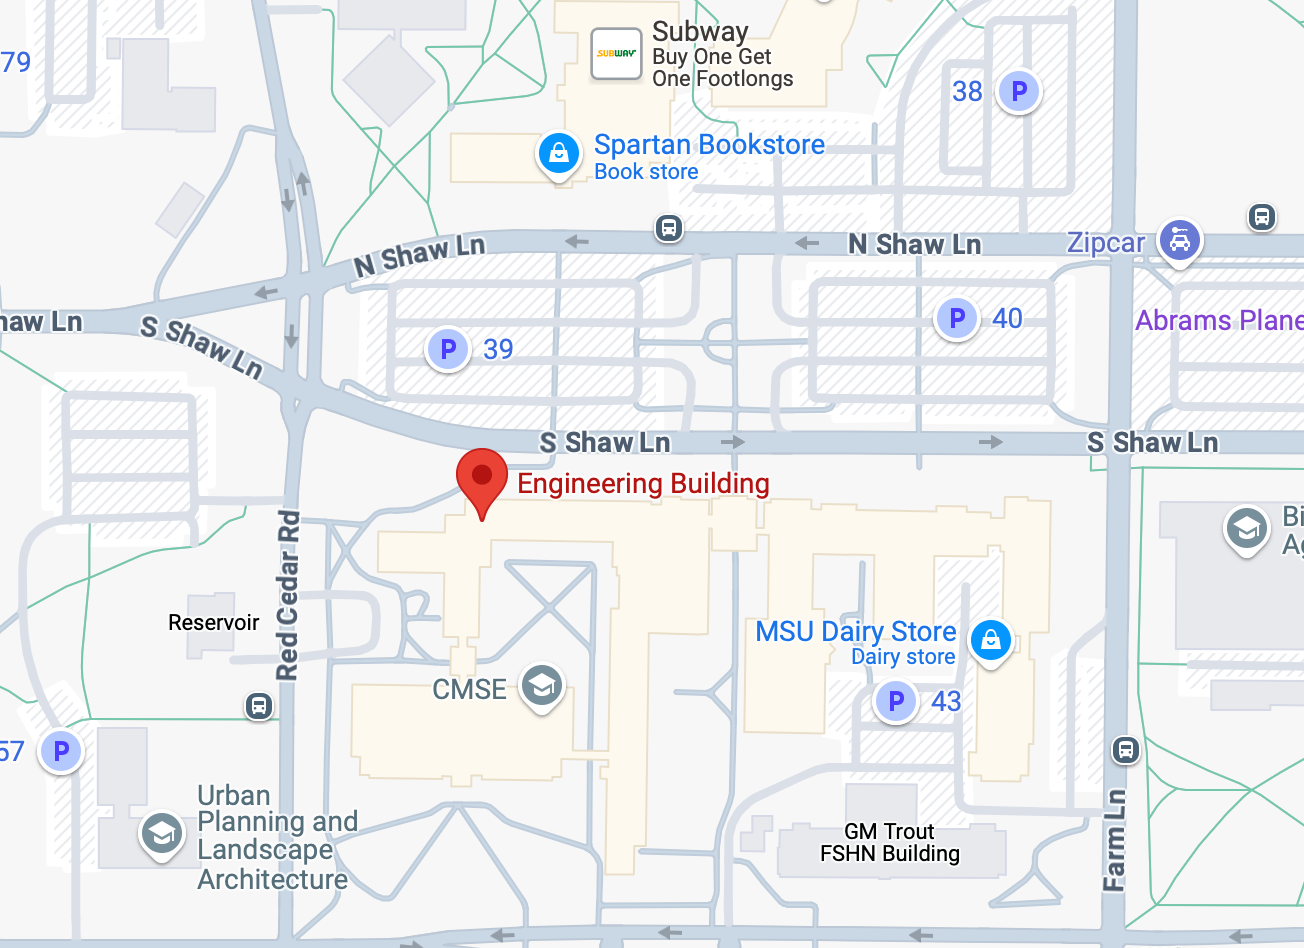 79
SUBWAY
Subway
Buy One Get
One Footlongs
38
P
Spartan Bookstore
Book store
N Shaw Ln
N Shaw Ln
Zipcar
haw Ln
S Shaw Ln
P
39
P
40
Abrams Plane
S Shaw Ln
S Shaw Ln
Engineering Building
Bi
Ag
Red Cedar Rd
Reservoir
MSU Dairy Store
Dairy store
CMSE
P
43
57
P
Urban
Planning and
Landscape
Architecture
GM Trout
FSHN Building
Farm Ln